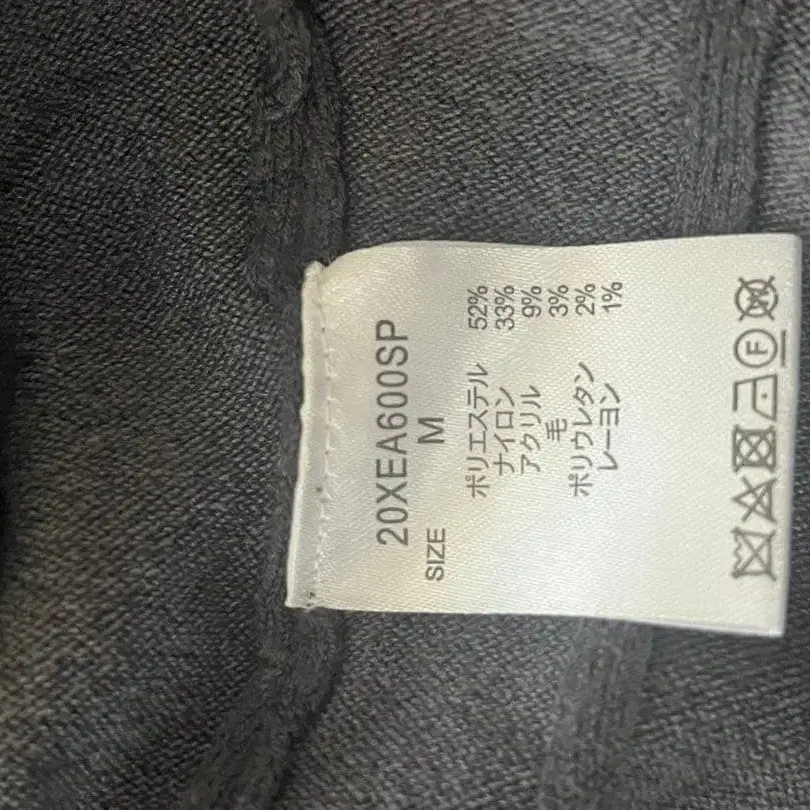 20XEA600SP
SIZE M
ポリエステル 52%
ナイロン 33%
アクリル 9%
毛 3%
ポリウレタン 2%
レーヨン 1%
F W